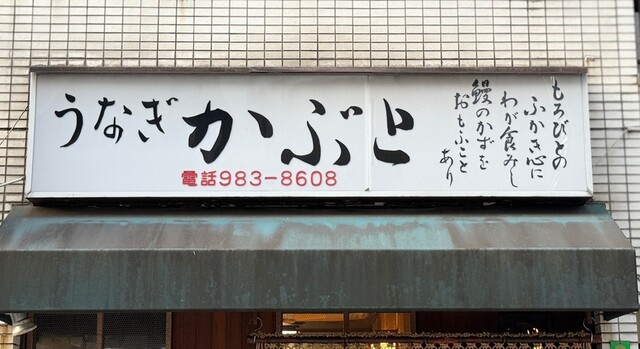 うなぎ かぶと
電話983-8608
もろびとの
ふかき心に
わが食みし
鰻のかずを
おもふこと
あり